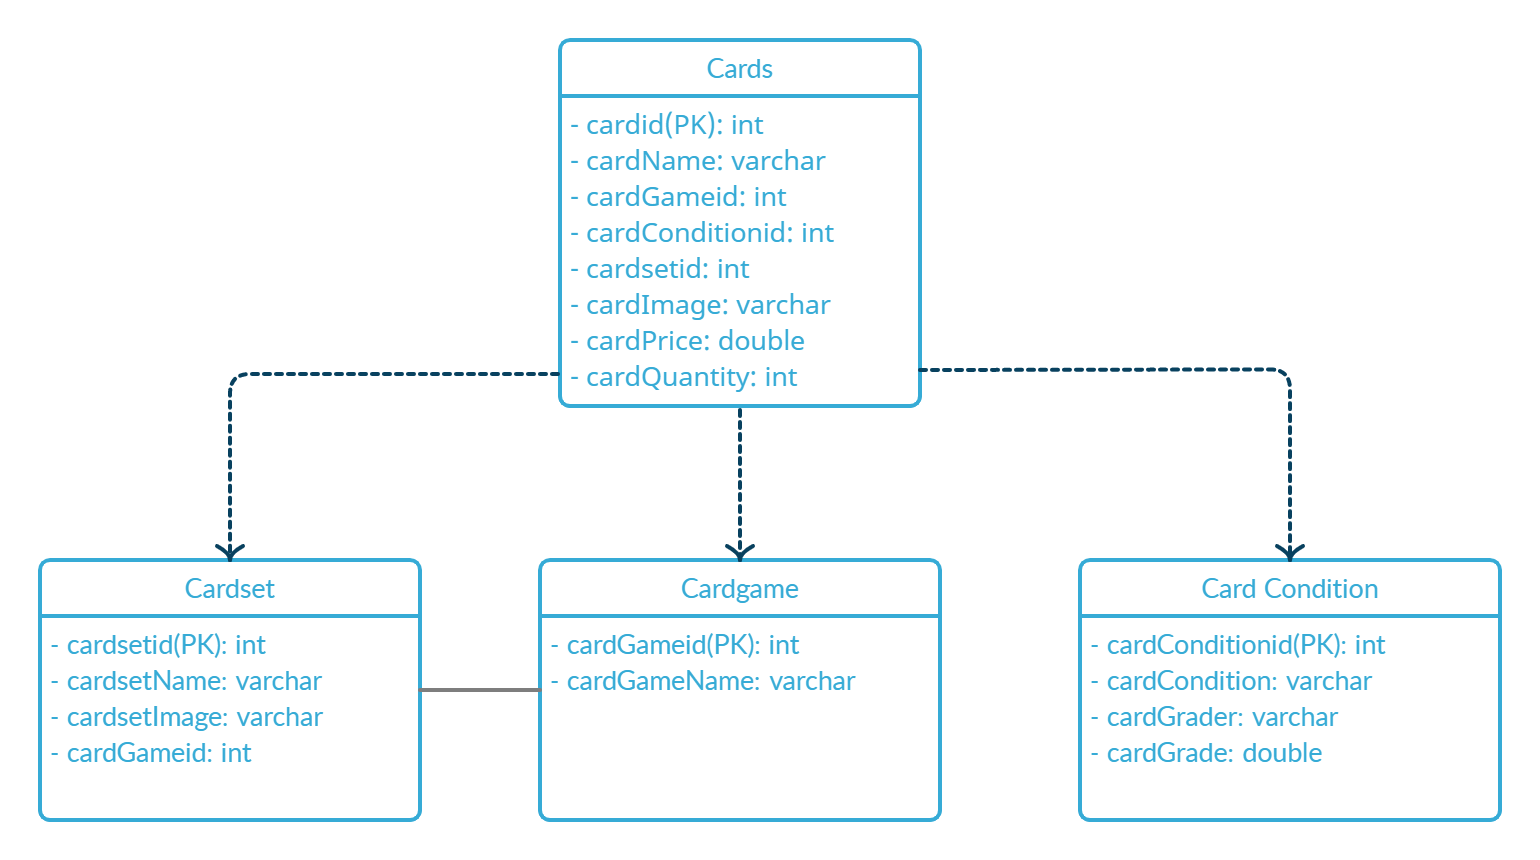 Cards
- cardid(PK): int
- cardName: varchar
- cardGameid: int
- cardConditionid: int
- cardsetid: int
- cardImage: varchar
- cardPrice: double
- cardQuantity: int
Cardset
- cardsetid(PK): int
- cardsetName: varchar
- cardsetImage: varchar
- cardGameid: int
Cardgame
- cardGameid(PK): int
- cardGameName: varchar
Card Condition
- cardConditionid(PK): int
- cardCondition: varchar
- cardGrader: varchar
- cardGrade: double